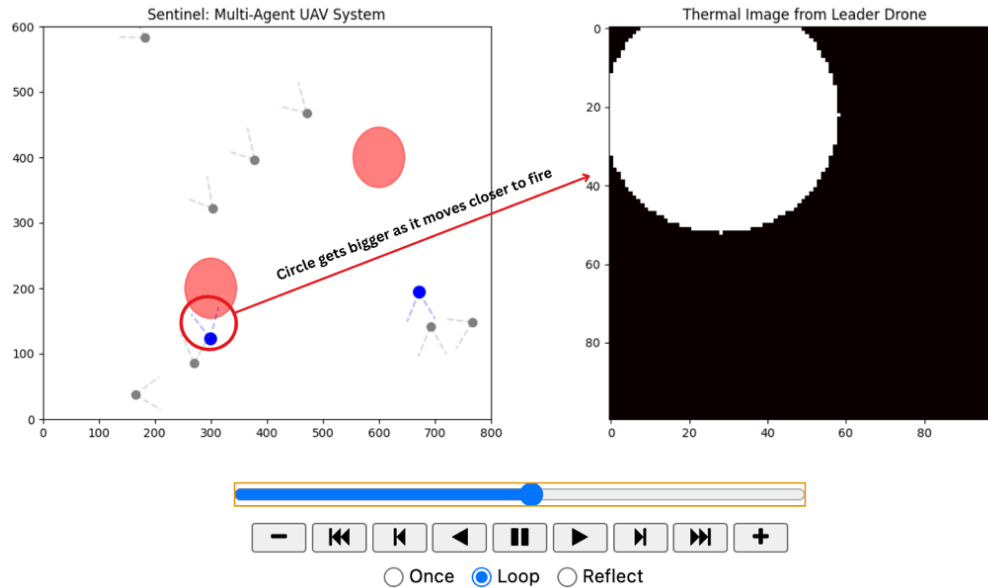 Sentinel: Multi-Agent UAV System
Thermal Image from Leader Drone
600
500
400
300
200
100
0
0 100 200 300 400 500 600 700 800
Circle gets bigger as it moves closer to fire
0
20
40
60
80
0 20 40 60 80
Once Loop Reflect